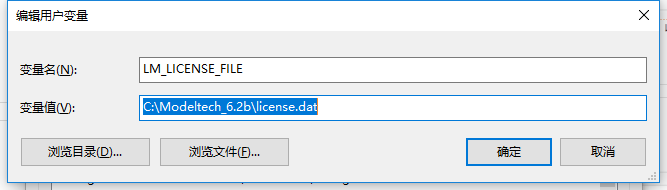 编辑用户变量
变量名(N):
LM_LICENSE_FILE
变量值(V):
C:\Modeltech_6.2b\license.dat
浏览目录(D)...
浏览文件(F)...
确定
取消